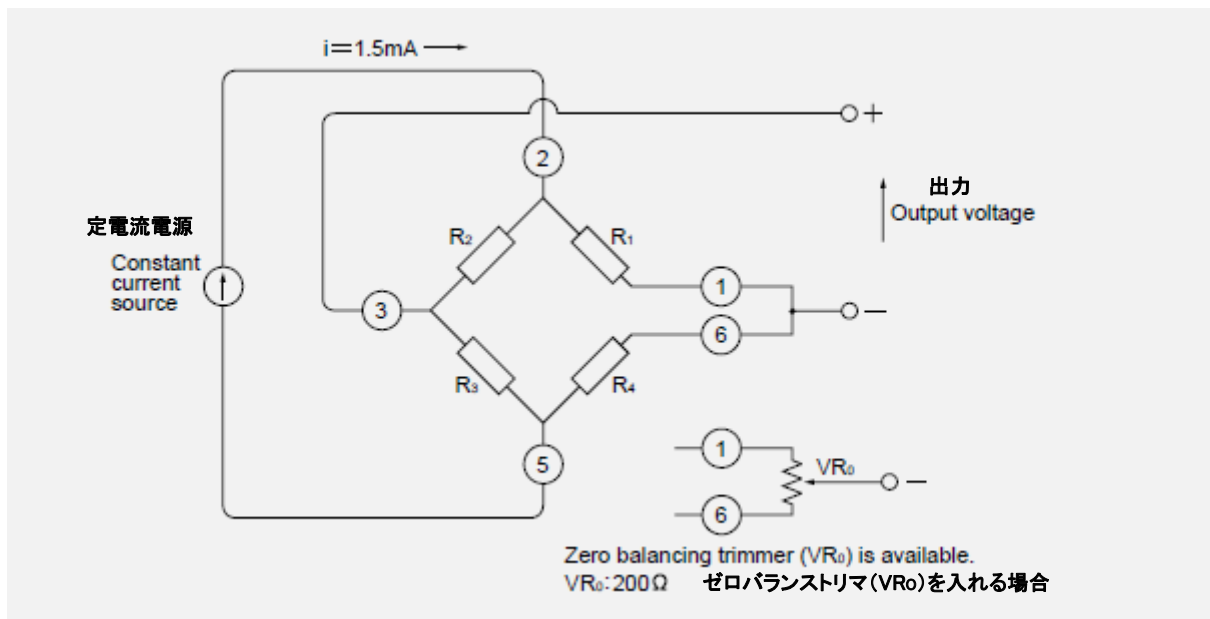 i=1.5mA
+
2
出力
Output voltage
定電流電源
Constant
current
source
R₂
R₁
1
3
−
6
R₃
R₄
5
1
VR₀
−
6
Zero balancing trimmer (VR₀) is available.
VR₀:200Ω
ゼロバランストリマ(VR0)を入れる場合